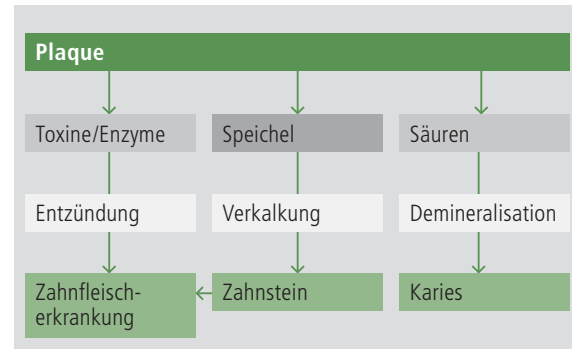 Plaque
Toxine/Enzyme
Speichel
Säuren
Entzündung
Verkalkung
Demineralisation
Zahnfleisch-
erkrankung
Zahnstein
Karies